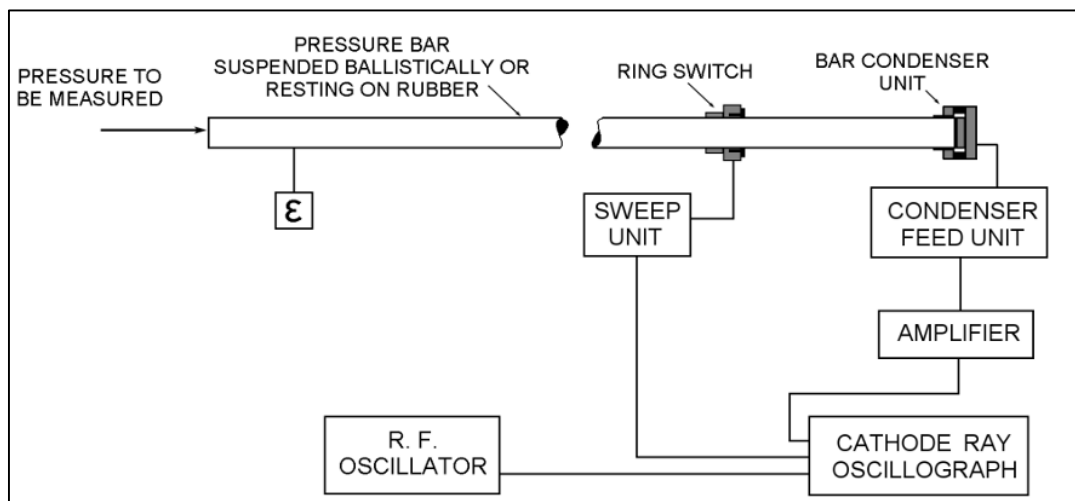 PRESSURE BAR
SUSPENDED BALLISTICALLY OR
RESTING ON RUBBER
PRESSURE TO
BE MEASURED
RING SWITCH
BAR CONDENSER
UNIT
ε
SWEEP
UNIT
CONDENSER
FEED UNIT
AMPLIFIER
R. F.
OSCILLATOR
CATHODE RAY
OSCILLOGRAPH